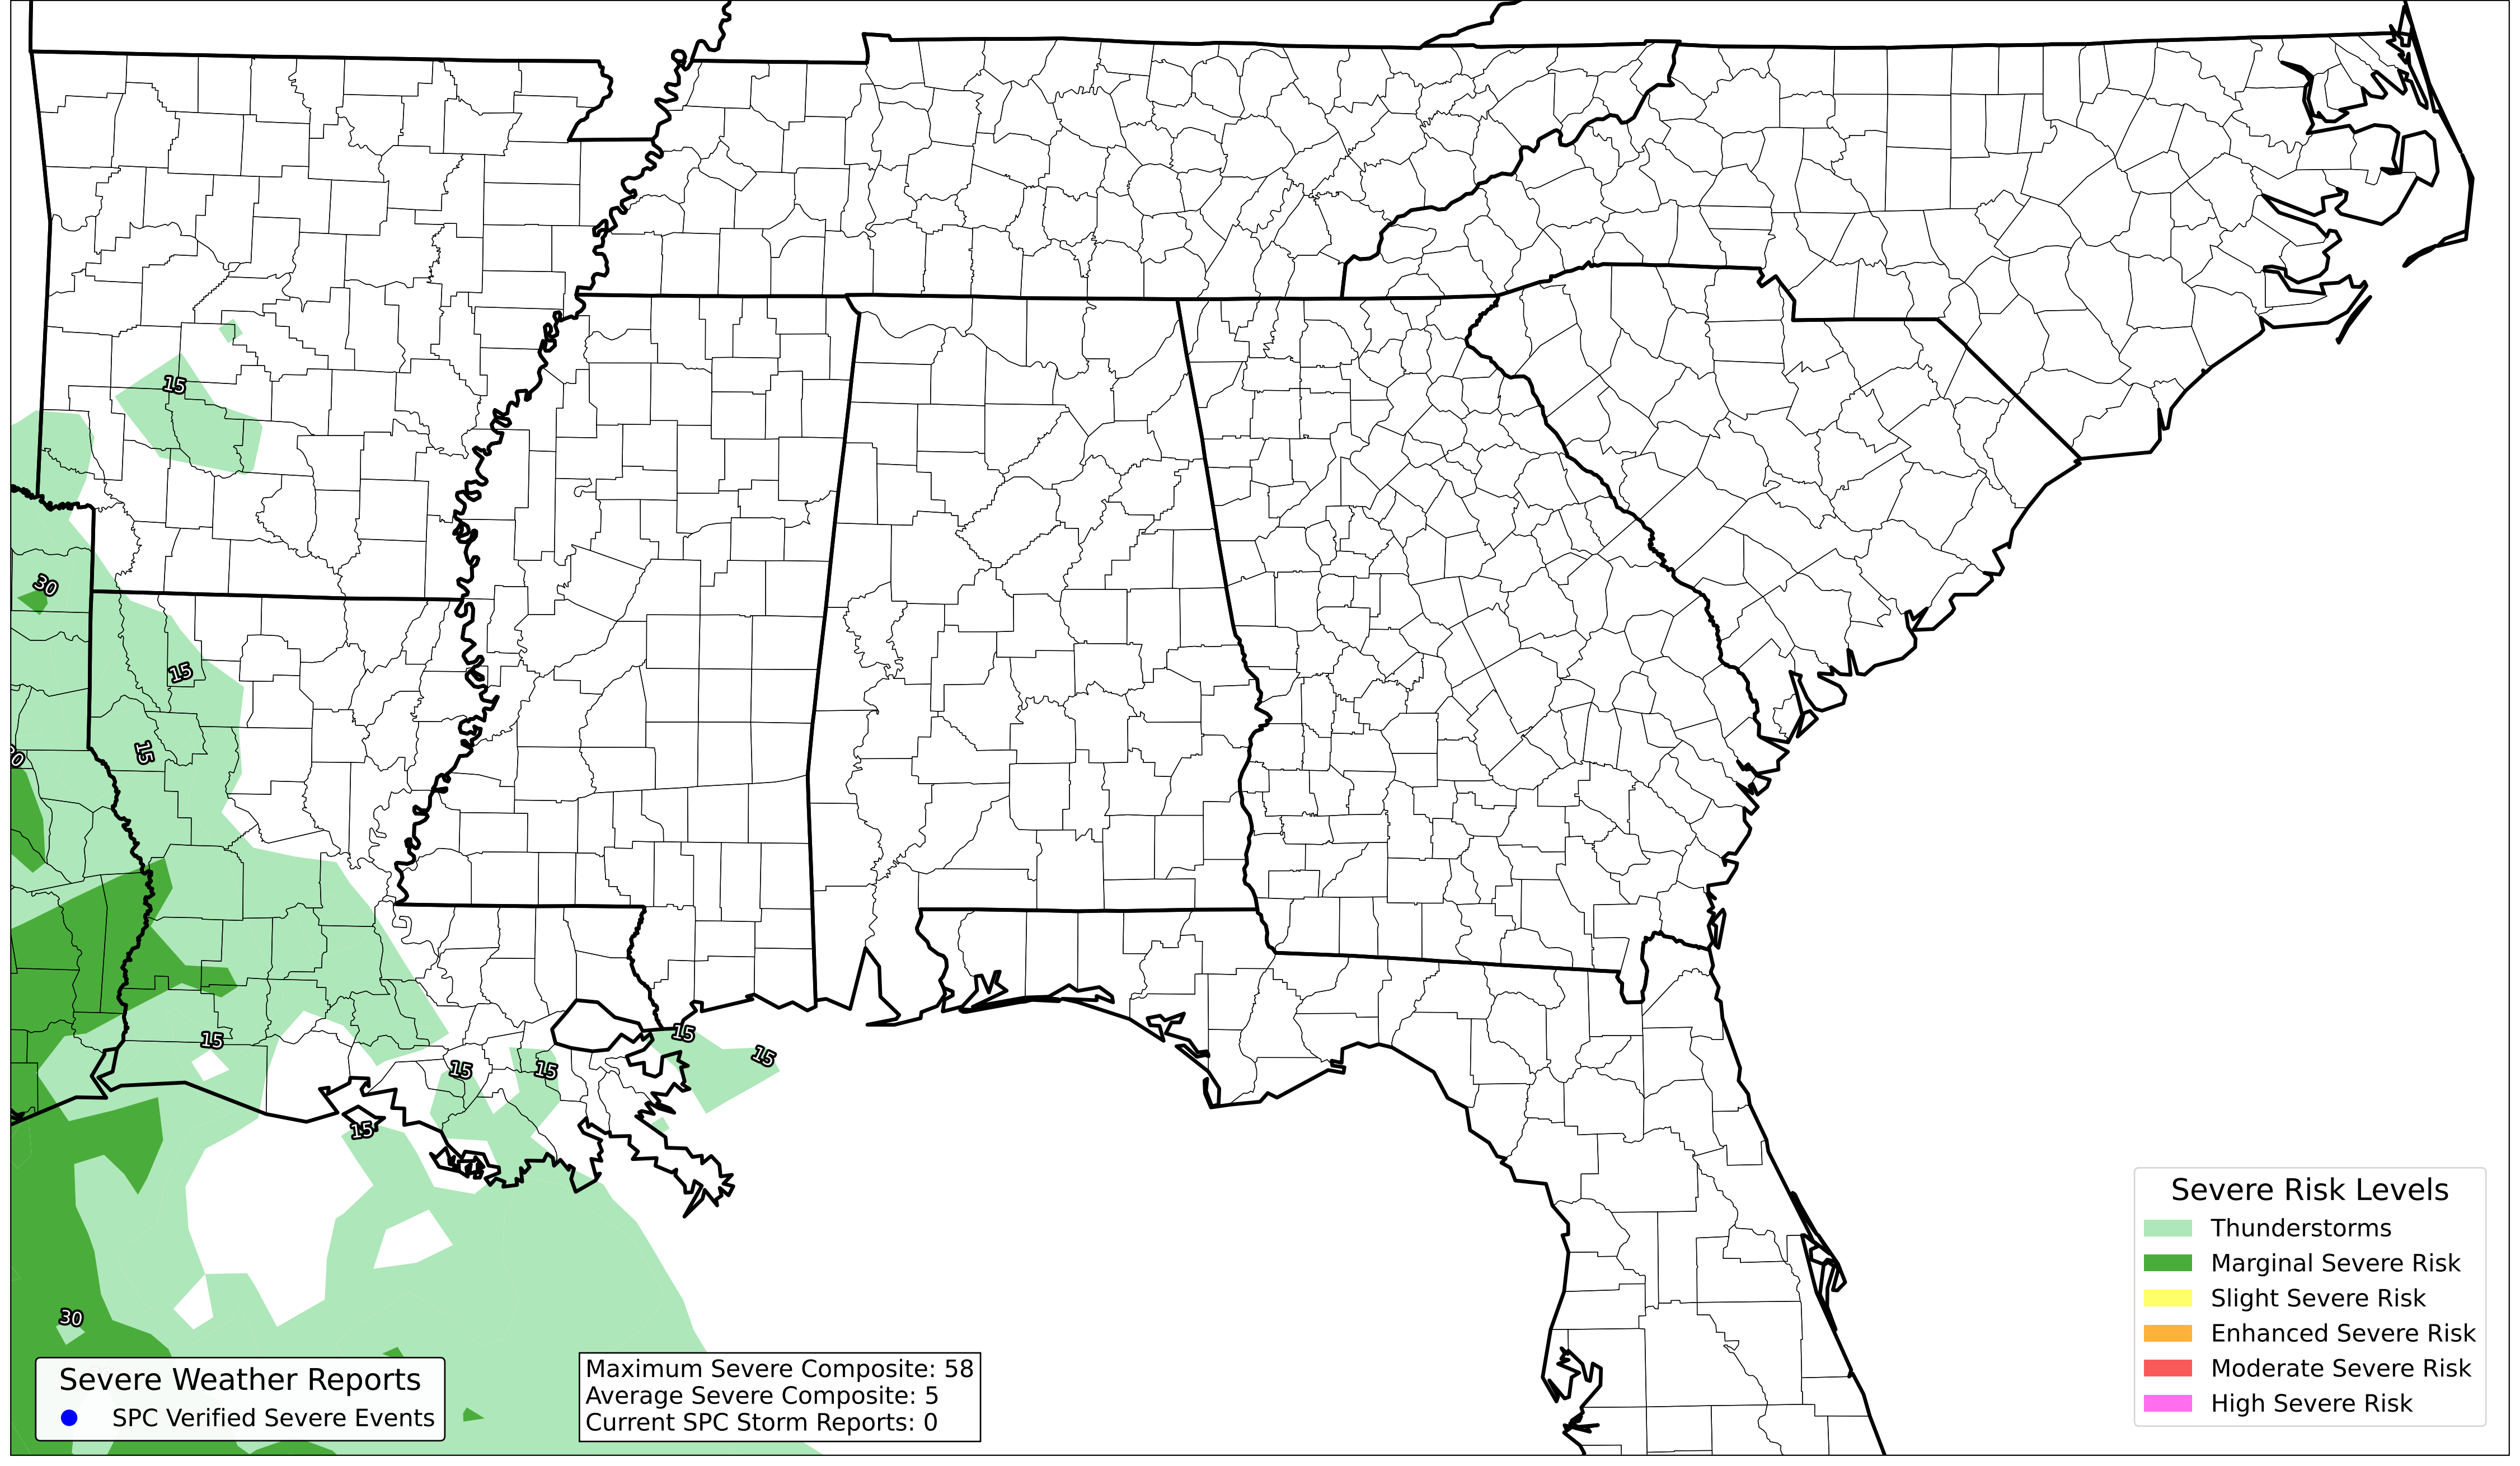 15
30
15
15
15
15
15
15
15
15
30
Severe Weather Reports
SPC Verified Severe Events
Maximum Severe Composite: 58
Average Severe Composite: 5
Current SPC Storm Reports: 0
Severe Risk Levels
Thunderstorms
Marginal Severe Risk
Slight Severe Risk
Enhanced Severe Risk
Moderate Severe Risk
High Severe Risk